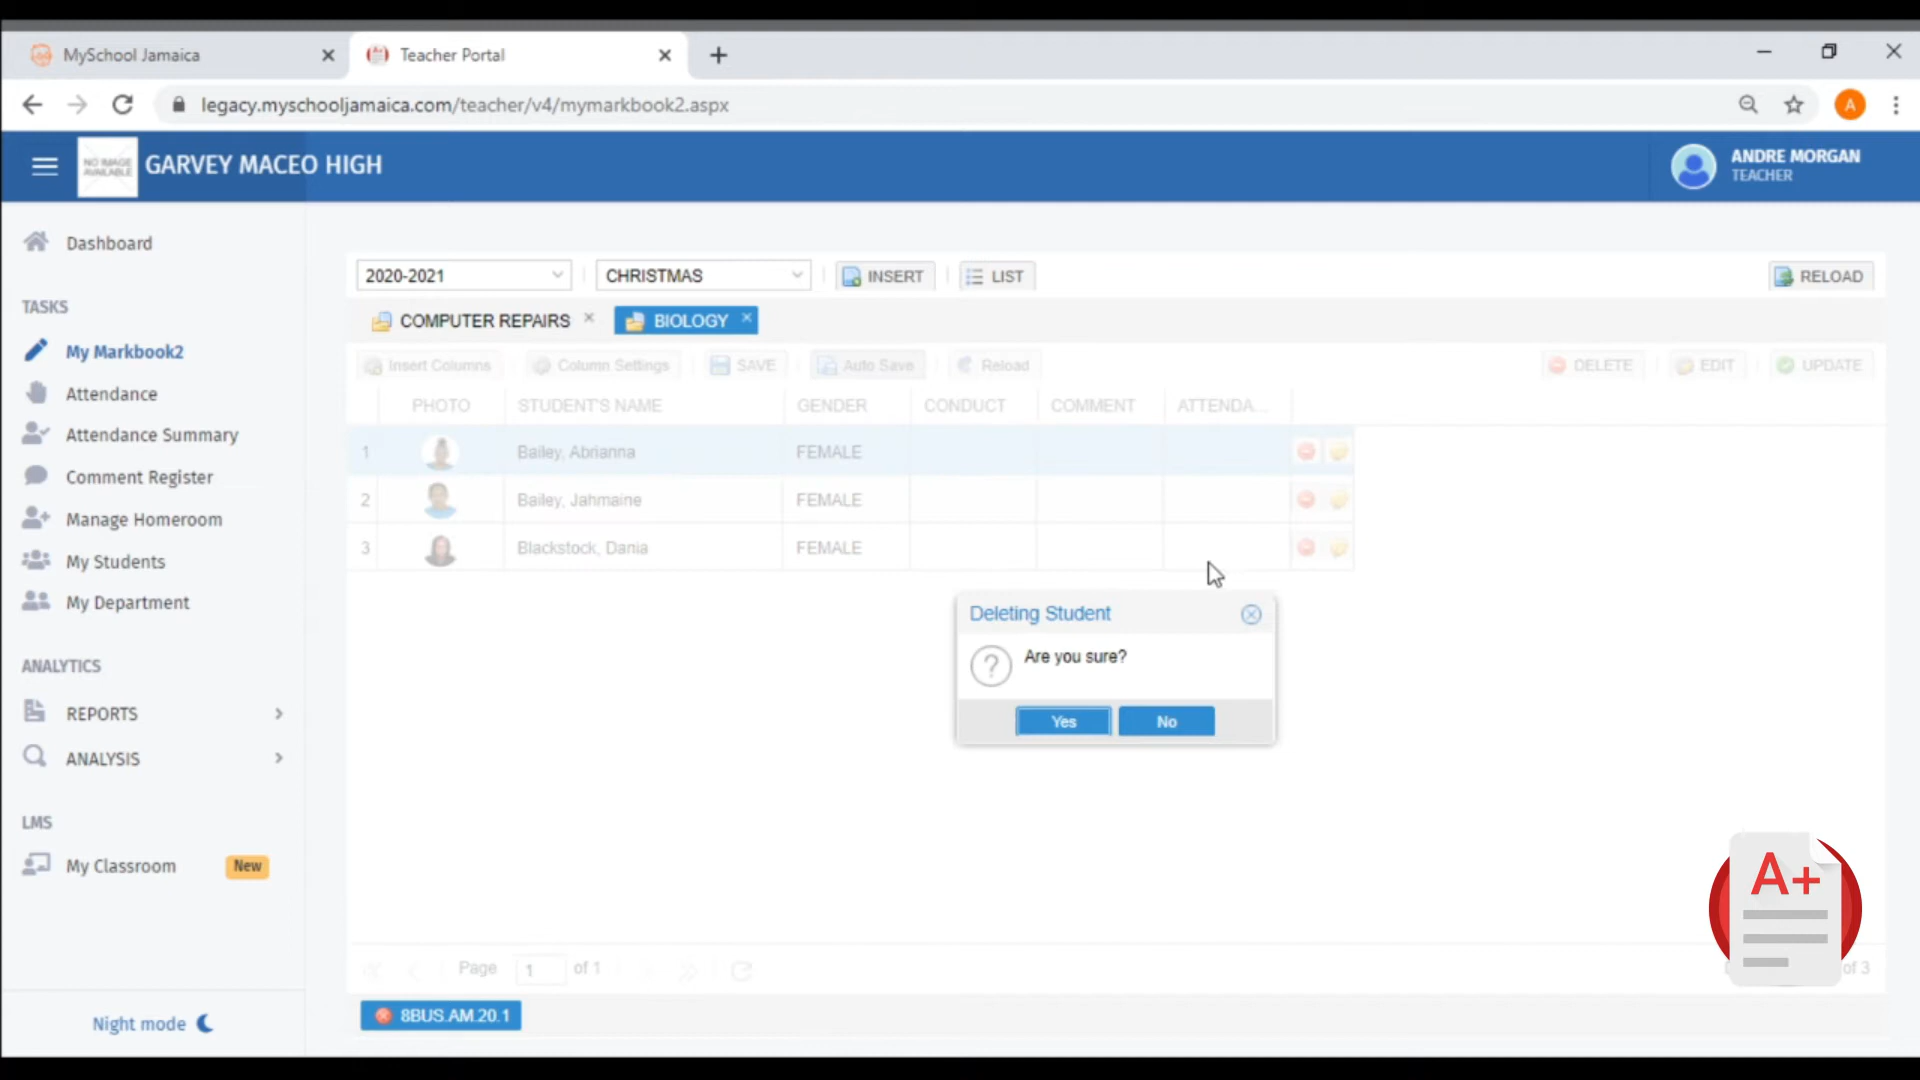 MySchool Jamaica
Teacher Portal
legacy.myschooljamaica.com/teacher/v4/mymarkbook2.aspx
A
NO IMAGE
AVAILABLE
GARVEY MACEO HIGH
ANDRE MORGAN
TEACHER
Dashboard
TASKS
My Markbook2
Attendance
Attendance Summary
Comment Register
Manage Homeroom
My Students
My Department
ANALYTICS
REPORTS
ANALYSIS
LMS
My Classroom New
Night mode
2020-2021 CHRISTMAS INSERT LIST RELOAD
COMPUTER REPAIRS BIOLOGY
Insert Columns Column Settings SAVE Auto Save Reload DELETE EDIT UPDATE
PHOTO STUDENT'S NAME GENDER CONDUCT COMMENT ATTENDA...
1 Bailey, Abrianna FEMALE
2 Bailey, Jahmaine FEMALE
3 Blackstock, Dania FEMALE
Deleting Student
Are you sure?
Yes No
A+
Page 1 of 1 of 3
8BUS.AM.20.1